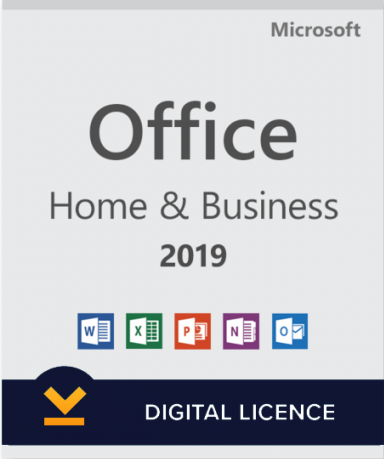 Microsoft
Office
Home & Business
2019
W X P N O
DIGITAL LICENCE